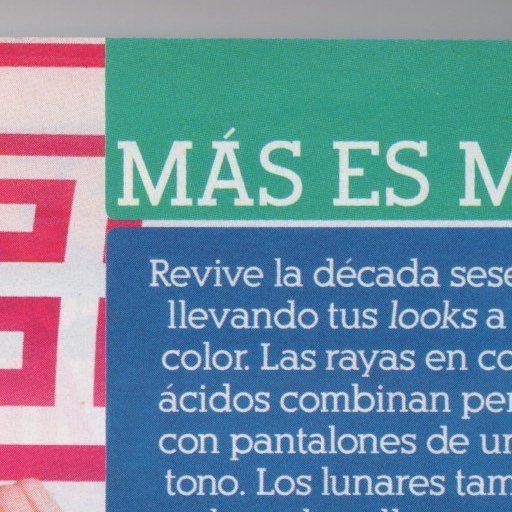 MÁS ES M
Revive la década sese
llevando tus looks a
color. Las rayas en co
ácidos combinan per
con pantalones de un
tono. Los lunares tam